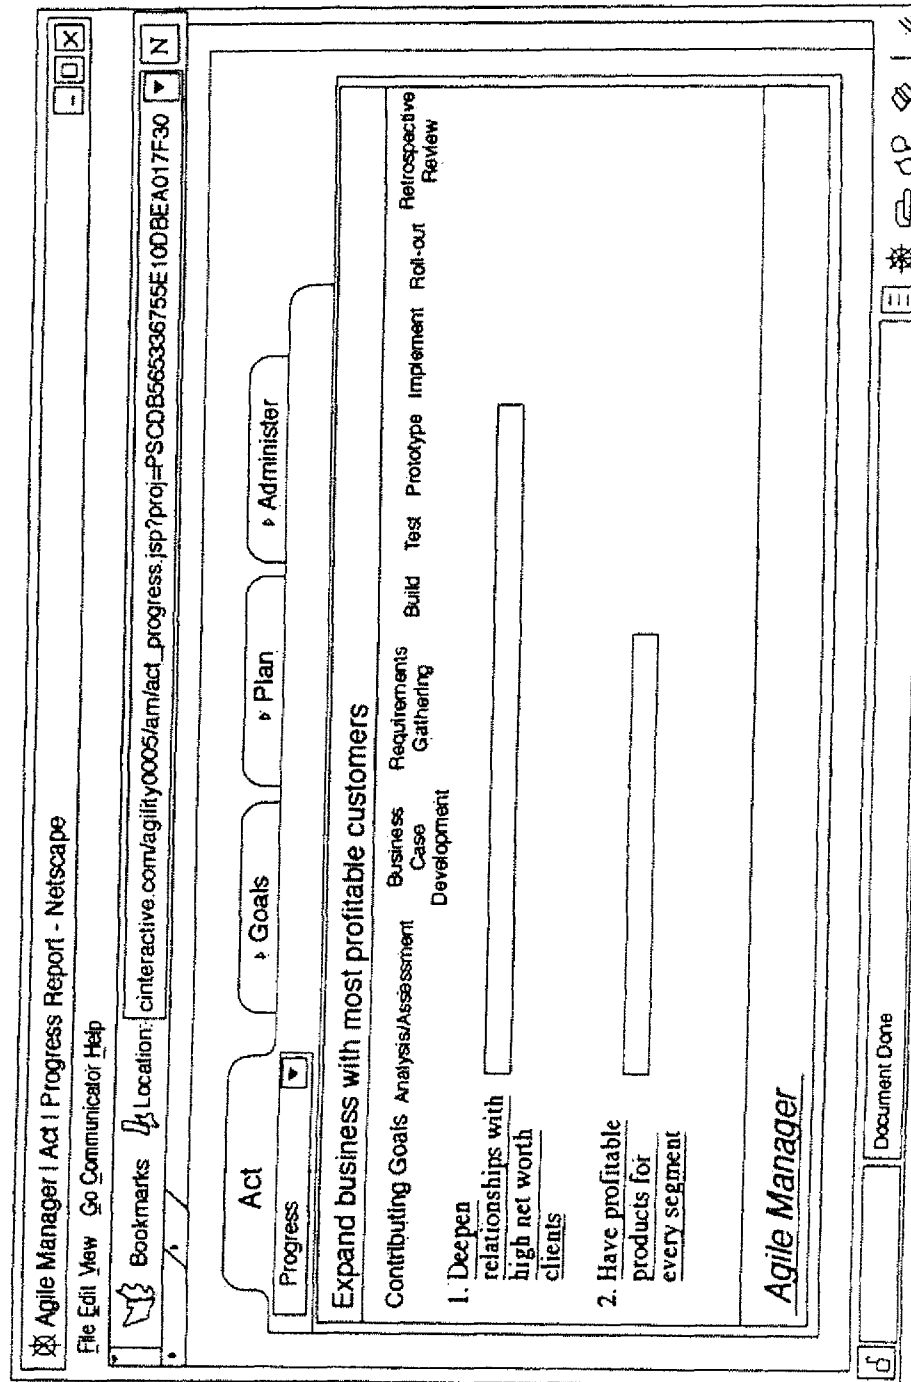 Agile Manager | Act | Progress Report - Netscape
File Edit View Go Communicator Help
Bookmarks Location: cinteractive.com/agility0005/am/act_progress.jsp?proj=PSCDB565336755E10DBEA017F30 N
Act Goals Plan Administer
Progress
Expand business with most profitable customers
Contributing Goals Analysis/Assessment Business Case Development Requirements Gathering Build Test Prototype Implement Roll-out Retrospective Review
1. Deepen
relationships with
high net worth
clients
2. Have profitable
products for
every segment
Agile Manager
Document Done